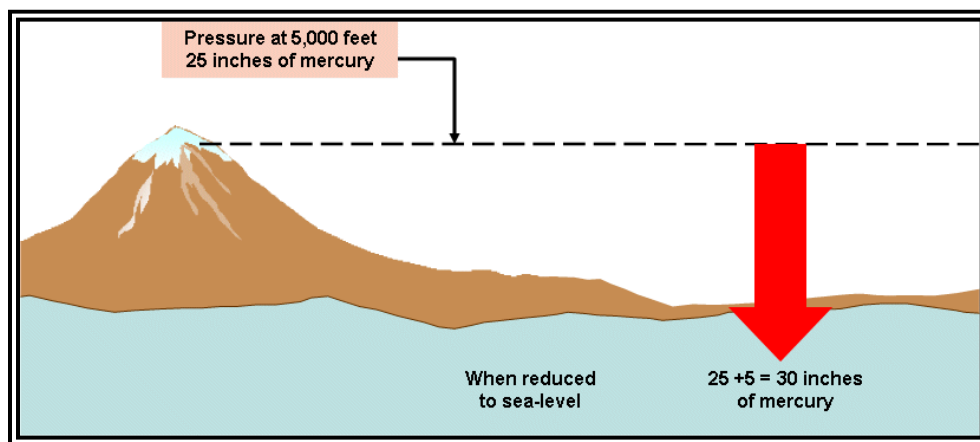 Pressure at 5,000 feet
25 inches of mercury
When reduced
to sea-level
25 +5 = 30 inches
of mercury